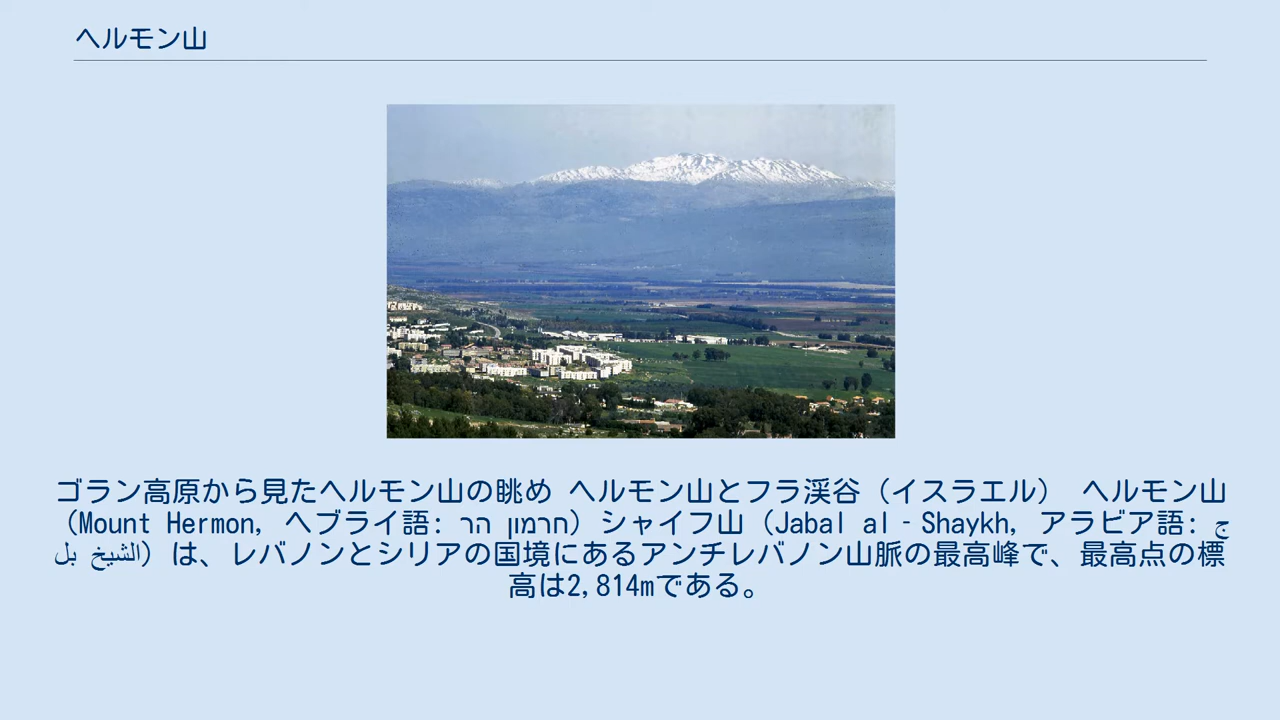 ヘルモン山
ゴラン高原から見たヘルモン山の眺め ヘルモン山とフラ渓谷（イスラエル） ヘルモン山
（Mount Hermon, ヘブライ語: הר חרמון）シャイフ山（Jabal al‐Shaykh, アラビア語: ج
بل الشيخ）は、レバノンとシリアの国境にあるアンチレバノン山脈の最高峰で、最高点の標
高は2,814mである。